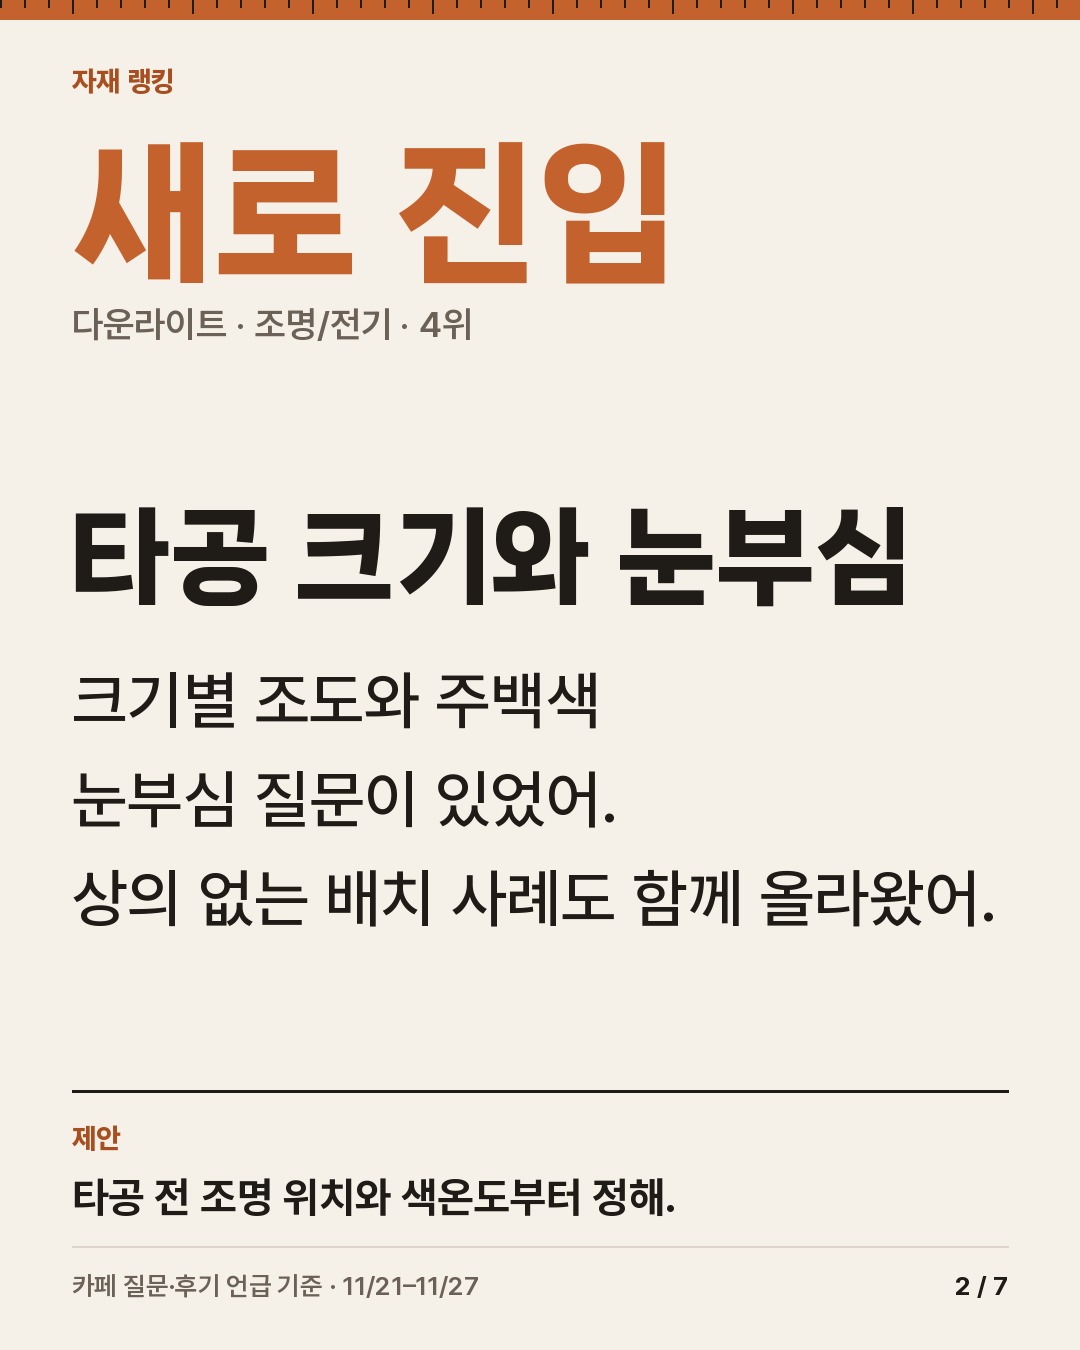 자재 랭킹
새로 진입
다운라이트 · 조명/전기 · 4위
타공 크기와 눈부심
크기별 조도와 주백색
눈부심 질문이 있었어.
상의 없는 배치 사례도 함께 올라왔어.
제안
타공 전 조명 위치와 색온도부터 정해.
카페 질문·후기 언급 기준 · 11/21–11/27
2 / 7